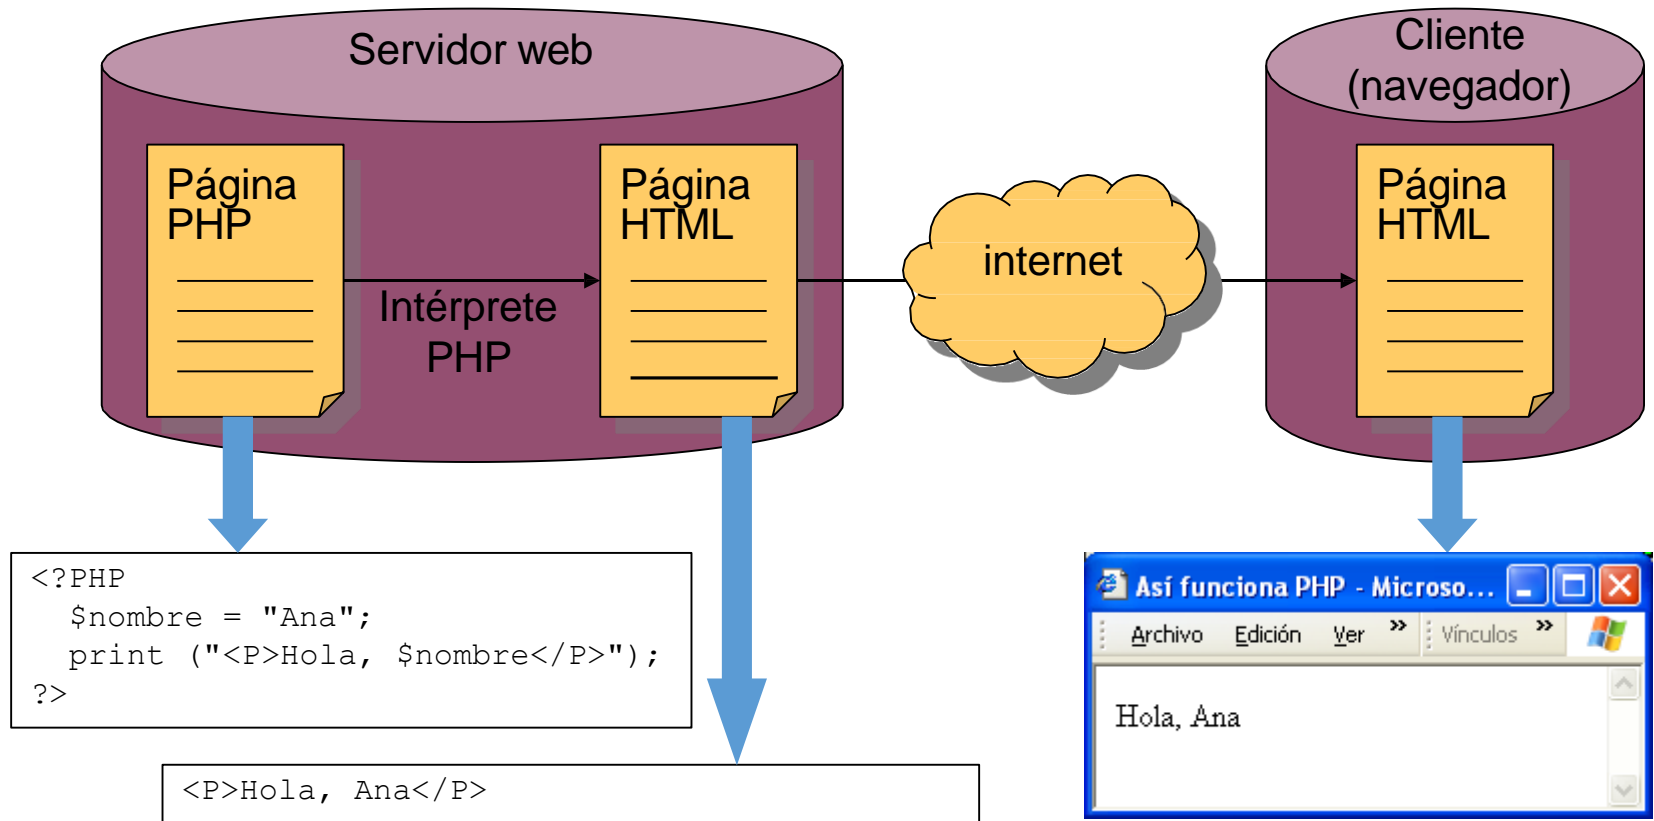 Servidor web
Cliente
(navegador)
Página
PHP
Intérprete
PHP
Página
HTML
internet
Página
HTML
<?PHP
  $nombre = "Ana";
  print ("<P>Hola, $nombre</P>");
?>
<P>Hola, Ana</P>
Así funciona PHP - Microso...
Archivo Edición Ver » Vínculos »
Hola, Ana